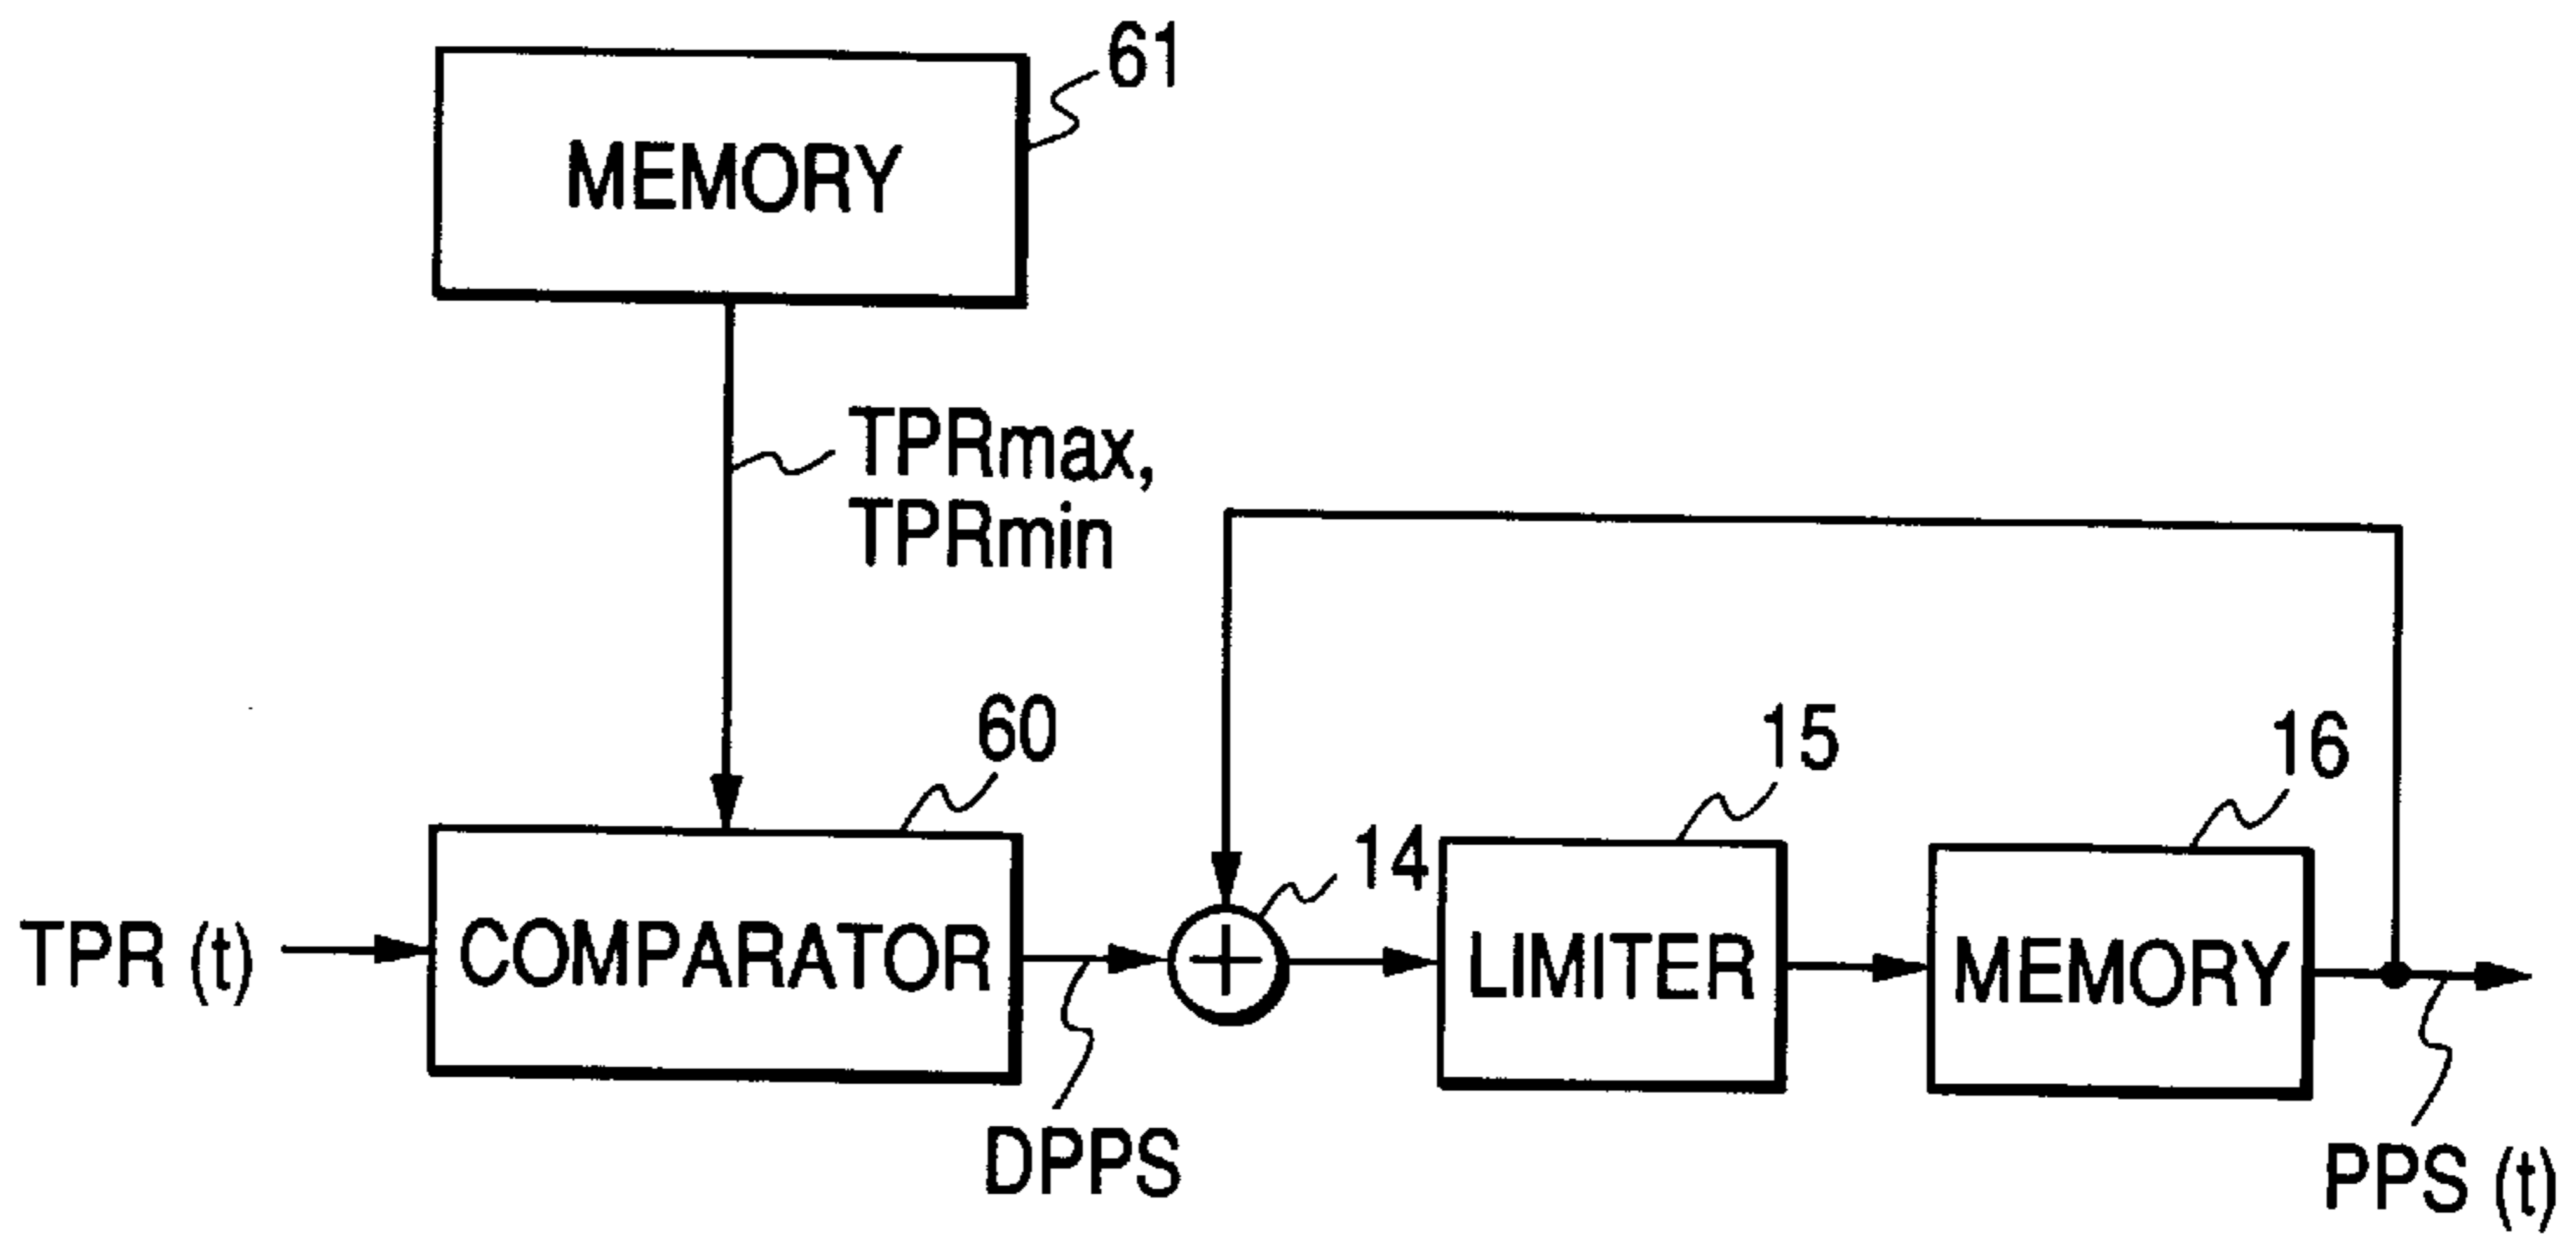 61
MEMORY
TPRmax,
TPRmin
60
15
16
14
TPR (t)
COMPARATOR
LIMITER
MEMORY
DPPS
PPS (t)